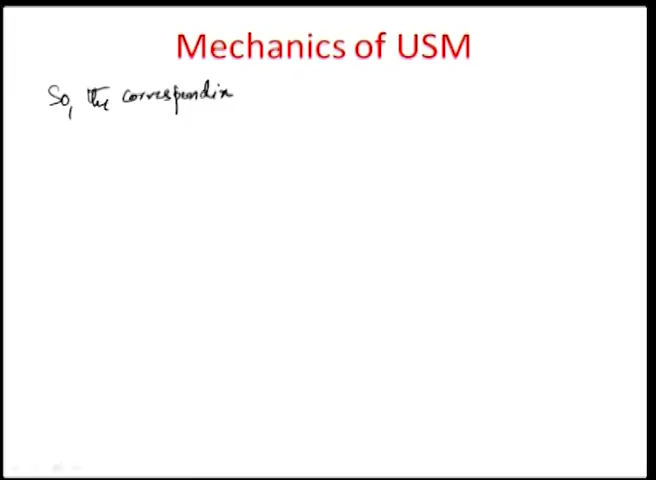 Mechanics of USM
So, the correspondin